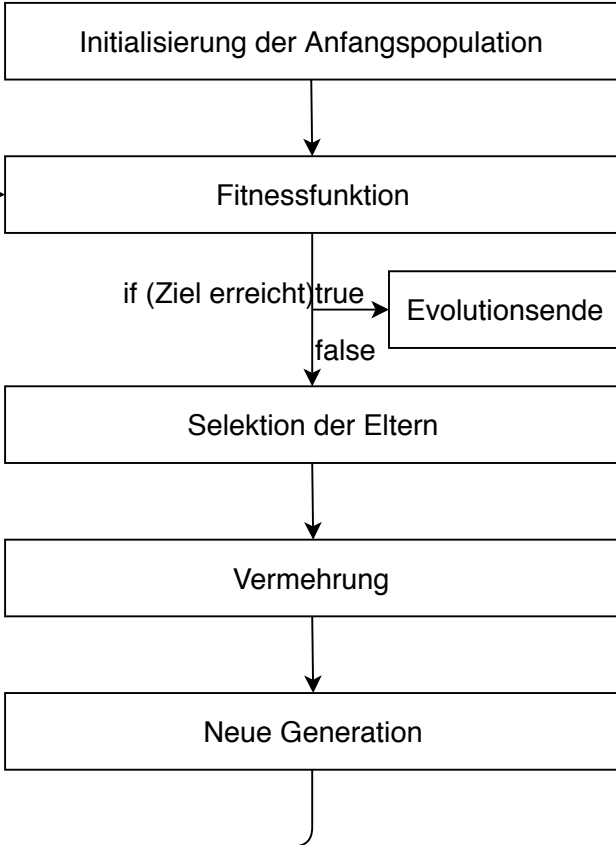 Initialisierung der Anfangspopulation
Fitnessfunktion
if (Ziel erreicht)true
Evolutionsende
false
Selektion der Eltern
Vermehrung
Neue Generation